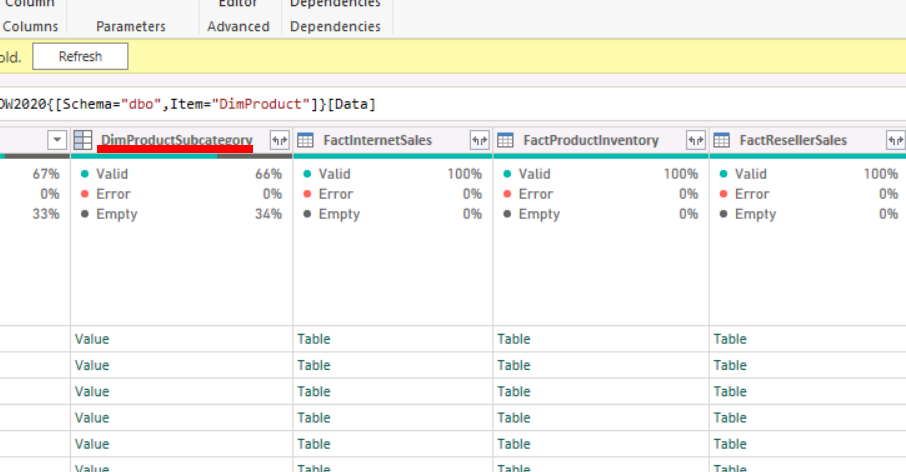 Column Editor Dependencies
Columns Parameters Advanced Dependencies
old. Refresh
DW2020{[Schema="dbo",Item="DimProduct"]}[Data]
DimProductSubcategory FactInternetSales FactProductInventory FactResellerSales
67% Valid 66% Valid 100% Valid 100% Valid 100%
0% Error 0% Error 0% Error 0% Error 0%
33% Empty 34% Empty 0% Empty 0% Empty 0%
Value Table Table Table
Value Table Table Table
Value Table Table Table
Value Table Table Table
Value Table Table Table
Value Table Table Table